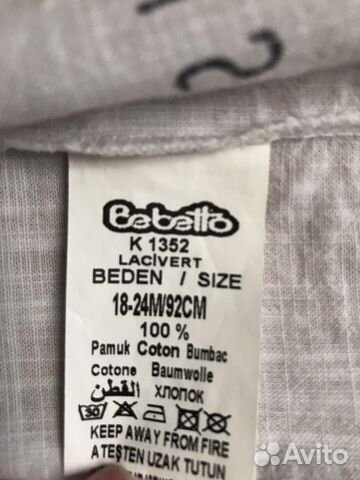 Bebetto
K 1352
LACİVERT
BEDEN / SIZE
18-24M/92CM
100 %
Pamuk Coton Bumbac
Cotone Baumwolle
القطن ХЛОПОК
30
KEEP AWAY FROM FIRE
ATEŞTEN UZAK TUTUN
Avito